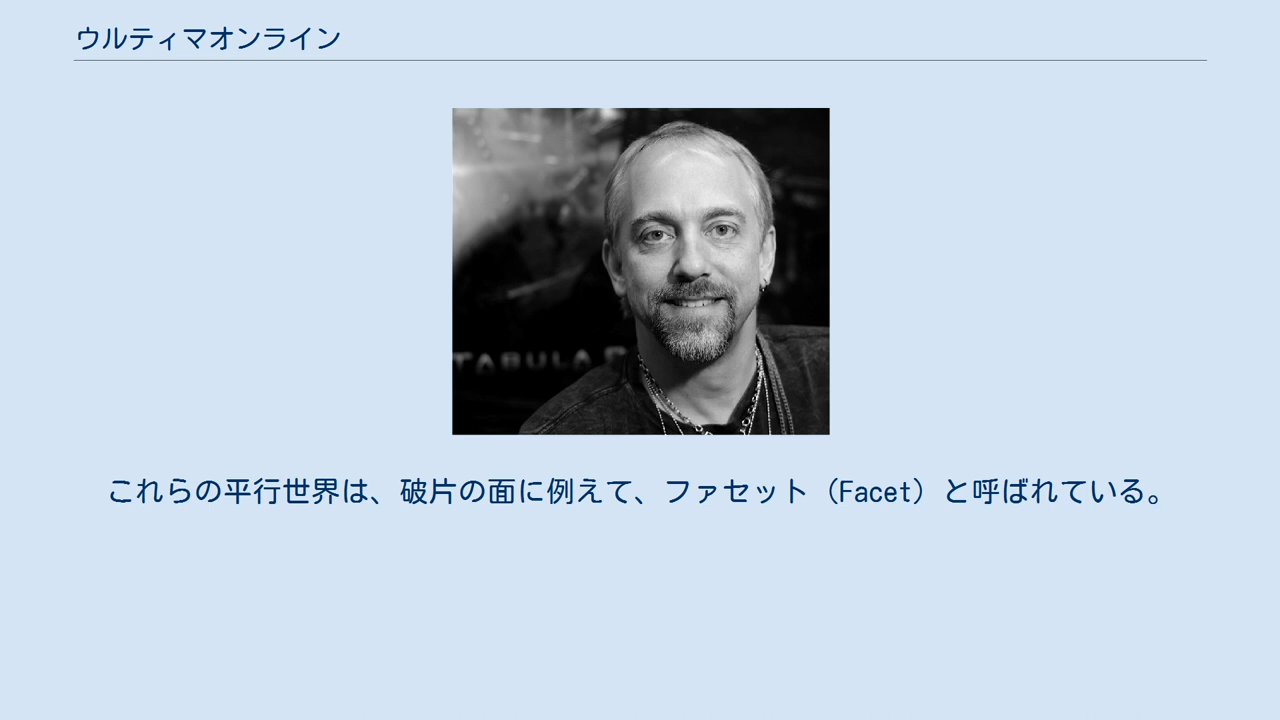 ウルティマオンライン
TABULA
これらの平行世界は、破片の面に例えて、ファセット（Facet）と呼ばれている。